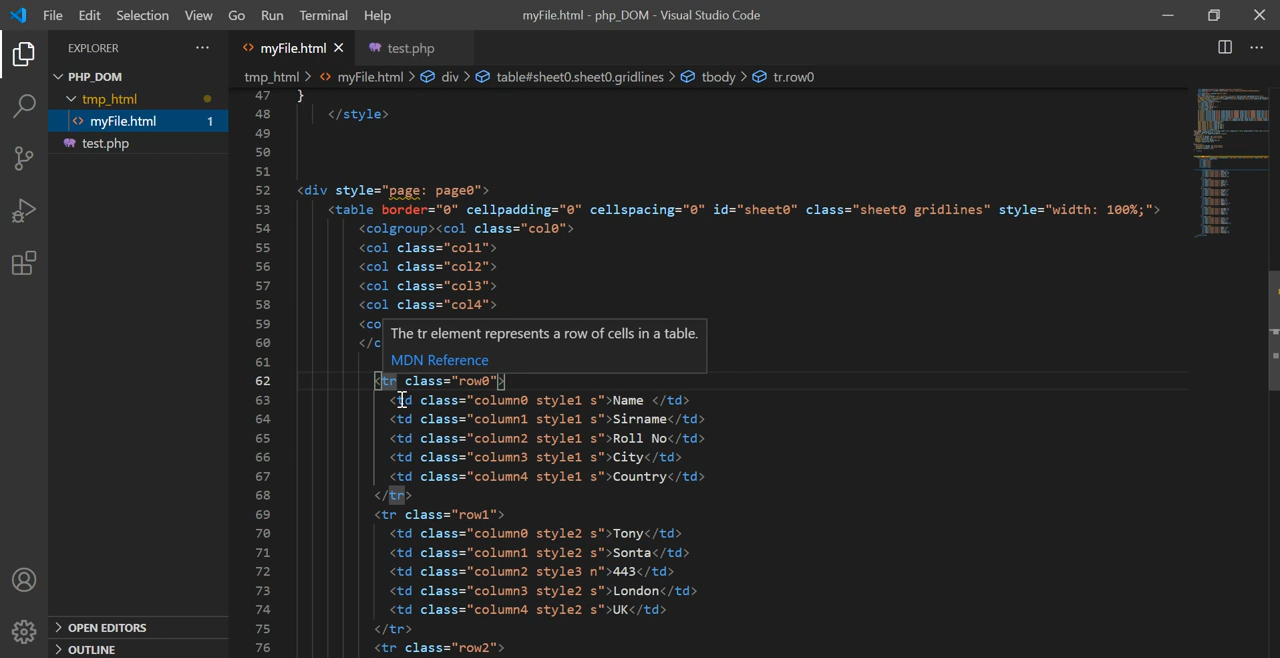 File Edit Selection View Go Run Terminal Help myFile.html - php_DOM - Visual Studio Code
EXPLORER
PHP_DOM
tmp_html
myFile.html 1
test.php
OPEN EDITORS
OUTLINE
myFile.html test.php
tmp_html > myFile.html > div > table#sheet0.sheet0.gridlines > tbody > tr.row0
47 }
48 </style>
49
50
51
52 <div style="page: page0">
53 <table border="0" cellpadding="0" cellspacing="0" id="sheet0" class="sheet0 gridlines" style="width: 100%;">
54 <colgroup><col class="col0">
55 <col class="col1">
56 <col class="col2">
57 <col class="col3">
58 <col class="col4">
59 <co
60 </c
The tr element represents a row of cells in a table.
MDN Reference
61
62 <tr class="row0">
63 <td class="column0 style1 s">Name </td>
64 <td class="column1 style1 s">Sirname</td>
65 <td class="column2 style1 s">Roll No</td>
66 <td class="column3 style1 s">City</td>
67 <td class="column4 style1 s">Country</td>
68 </tr>
69 <tr class="row1">
70 <td class="column0 style2 s">Tony</td>
71 <td class="column1 style2 s">Sonta</td>
72 <td class="column2 style3 n">443</td>
73 <td class="column3 style2 s">London</td>
74 <td class="column4 style2 s">UK</td>
75 </tr>
76 <tr class="row2">